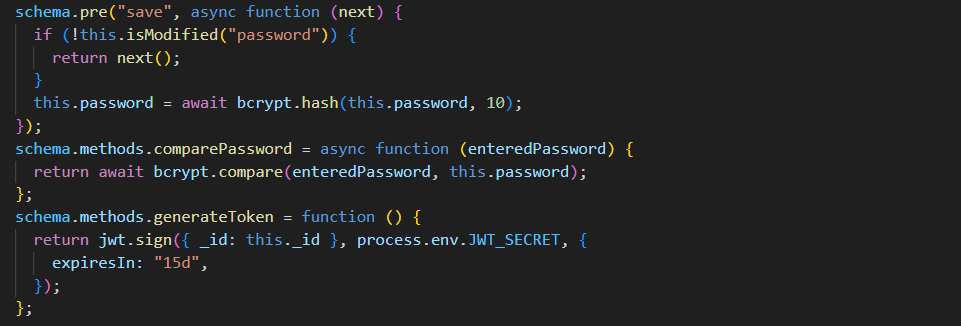 schema.pre("save", async function (next) {
  if (!this.isModified("password")) {
    return next();
  }
  this.password = await bcrypt.hash(this.password, 10);
});
schema.methods.comparePassword = async function (enteredPassword) {
  return await bcrypt.compare(enteredPassword, this.password);
};
schema.methods.generateToken = function () {
  return jwt.sign({ _id: this._id }, process.env.JWT_SECRET, {
    expiresIn: "15d",
  });
};